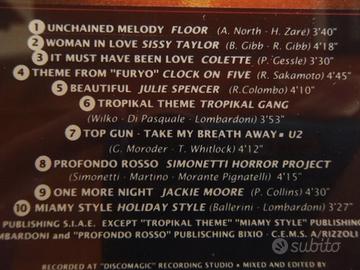 1 UNCHAINED MELODY FLOOR (A. North - H. Zare) 3'40"
2 WOMAN IN LOVE SISSY TAYLOR (B. Gibb - R. Gibb) 4'18"
3 IT MUST HAVE BEEN LOVE COLETTE (P. Gessle) 3'30"
4 THEME FROM "FURYO" CLOCK ON FIVE (R. Sakamoto) 4'45"
5 BEAUTIFUL JULIE SPENCER (R.Colombo) 4'10"
6 TROPIKAL THEME TROPIKAL GANG
(Wilko - Di Pasquale - Lombardoni) 3'53"
7 TOP GUN - TAKE MY BREATH AWAY - U2
(G. Moroder - T. Whitlock) 4'12"
8 PROFONDO ROSSO SIMONETTI HORROR PROJECT
(Simonetti - Martino - Morante Pignatelli) 4'15"
9 ONE MORE NIGHT JACKIE MOORE (P. Collins) 4'30"
10 MIAMY STYLE HOLIDAY STYLE (Ballerini - Lombardoni) 3'27"
PUBLISHING S.I.A.E. EXCEPT "TROPIKAL THEME" "MIAMY STYLE" PUBLISHING
MBARDONI and "PROFONDO ROSSO" PUBLISCHING BIXIO - C.E.M.S. A/RIZZOLI
RECORDED AT "DISCOMAGIC" RECORDING STUDIO - MIXED AND EDITED BY
subito